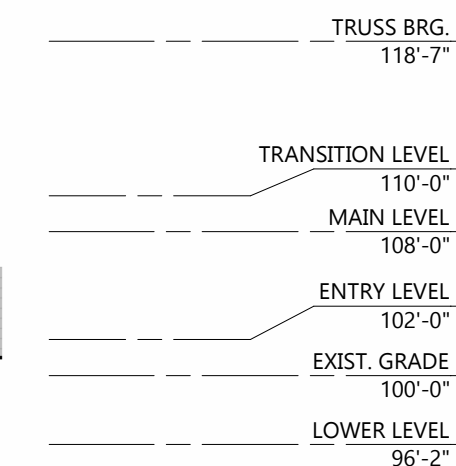 TRUSS BRG.
118'-7"
TRANSITION LEVEL
110'-0"
MAIN LEVEL
108'-0"
ENTRY LEVEL
102'-0"
EXIST. GRADE
100'-0"
LOWER LEVEL
96'-2"